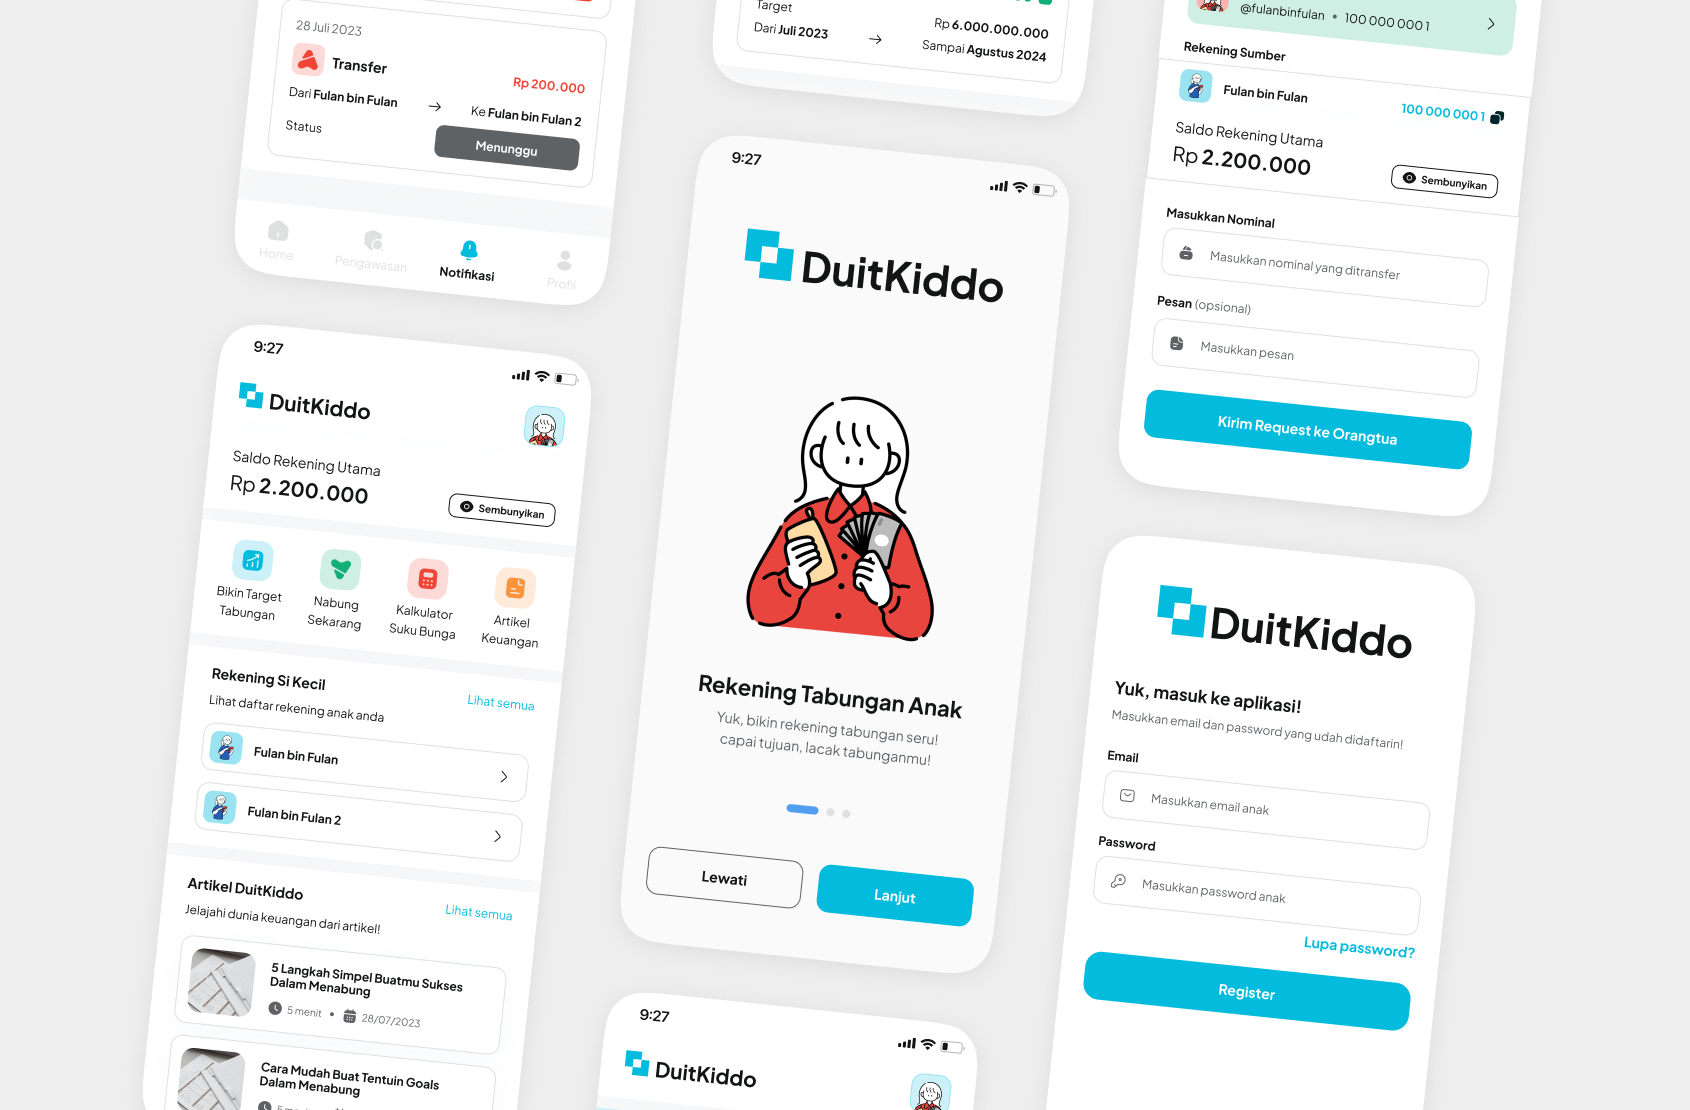 28 Juli 2023
Transfer
Rp 200.000
Dari Fulan bin Fulan
Ke Fulan bin Fulan 2
Status
Menunggu
Home
Pengawasan
Notifikasi
Profil
9:27
DuitKiddo
Saldo Rekening Utama
Rp 2.200.000
Sembunyikan
Bikin Target
Tabungan
Nabung
Sekarang
Kalkulator
Suku Bunga
Artikel
Keuangan
Rekening Si Kecil
Lihat daftar rekening anak anda
Lihat semua
Fulan bin Fulan
Fulan bin Fulan 2
Artikel DuitKiddo
Jelajahi dunia keuangan dari artikel!
Lihat semua
5 Langkah Simpel Buatmu Sukses
Dalam Menabung
5 menit • 28/07/2023
Cara Mudah Buat Tentuin Goals
Dalam Menabung
Target
Rp 6.000.000.000
Dari Juli 2023
Sampai Agustus 2024
9:27
DuitKiddo
Rekening Tabungan Anak
Yuk, bikin rekening tabungan seru!
capai tujuan, lacak tabunganmu!
Lewati
Lanjut
9:27
DuitKiddo
@fulanbinfulan • 100 000 000 1
Rekening Sumber
Fulan bin Fulan
100 000 000 1
Saldo Rekening Utama
Rp 2.200.000
Sembunyikan
Masukkan Nominal
Masukkan nominal yang ditransfer
Pesan (opsional)
Masukkan pesan
Kirim Request ke Orangtua
DuitKiddo
Yuk, masuk ke aplikasi!
Masukkan email dan password yang udah didaftarin!
Email
Masukkan email anak
Password
Masukkan password anak
Lupa password?
Register